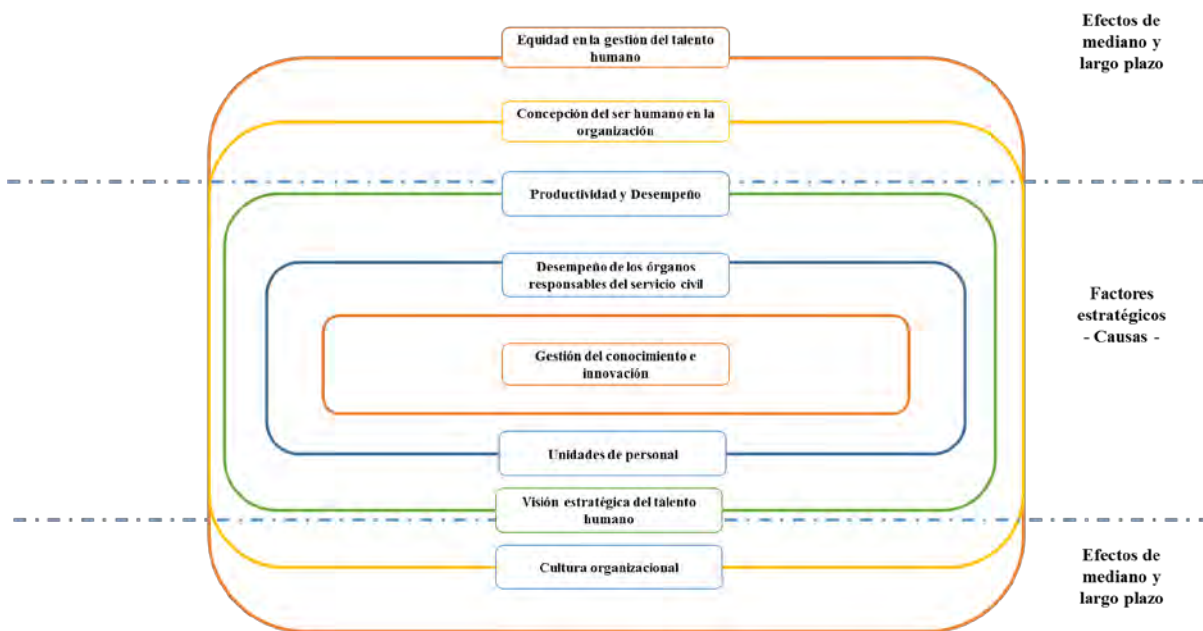 Equidad en la gestión del talento
humano
Efectos de
mediano y
largo plazo
Concepción del ser humano en la
organización
Productividad y Desempeño
Desempeño de los órganos
responsables del servicio civil
Factores
estratégicos
- Causas -
Gestión del conocimiento e
innovación
Unidades de personal
Visión estratégica del talento
humano
Cultura organizacional
Efectos de
mediano y
largo plazo